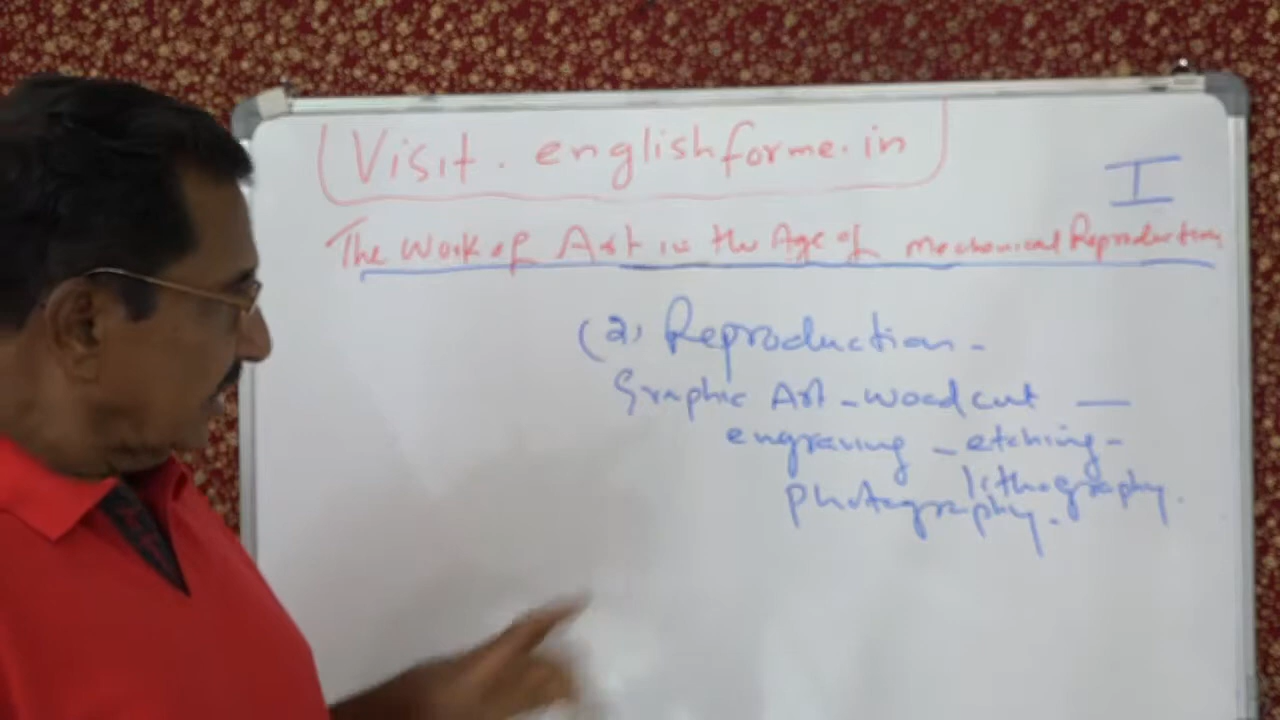 Visit. englishforme.in
I
The Work of Art in the Age of Mechanical Reproduction
(2) Reproduction -
Graphic Art - woodcut —
engraving - etching -
lithography.
photography.